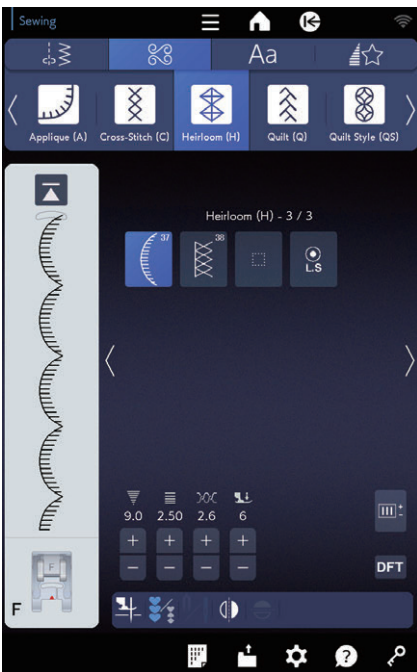 Sewing
Aa
Applique (A) Cross-Stitch (C) Heirloom (H) Quilt (Q) Quilt Style (QS)
Heirloom (H) - 3 / 3
37 38 L.S
9.0 2.50 2.6 6
+ + + +
- - - -
DFT
F
F
?